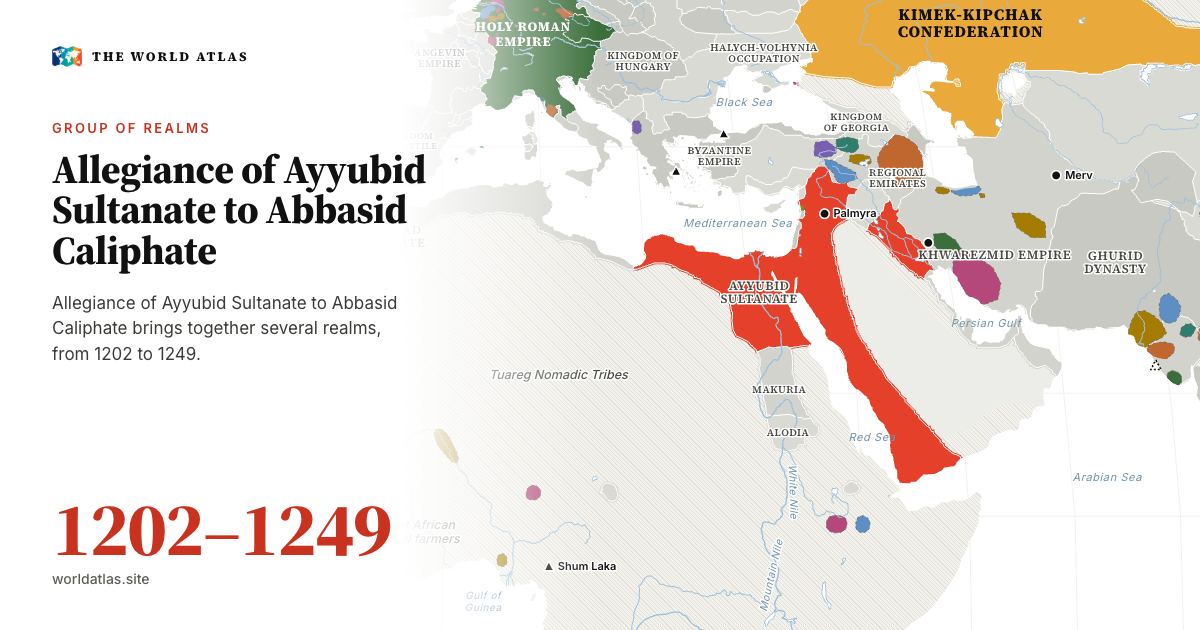 THE WORLD ATLAS
GROUP OF REALMS
Allegiance of Ayyubid
Sultanate to Abbasid
Caliphate
Allegiance of Ayyubid Sultanate to Abbasid
Caliphate brings together several realms,
from 1202 to 1249.
1202–1249
worldatlas.site
HOLY ROMAN
EMPIRE
ANGEVIN
EMPIRE
KINGDOM OF
HUNGARY
HALYCH-VOLHYNIA
OCCUPATION
KIMEK-KIPCHAK
CONFEDERATION
Black Sea
KINGDOM
OF GEORGIA
BYZANTINE
EMPIRE
REGIONAL
EMIRATES
Merv
Palmyra
Mediterranean Sea
KHWAREZMID EMPIRE
GHURID
DYNASTY
AYYUBID
SULTANATE
Persian Gulf
Tuareg Nomadic Tribes
MAKURIA
ALODIA
Red Sea
Arabian Sea
White Nile
African
farmers
Mountain Nile
Shum Laka
Gulf of
Guinea